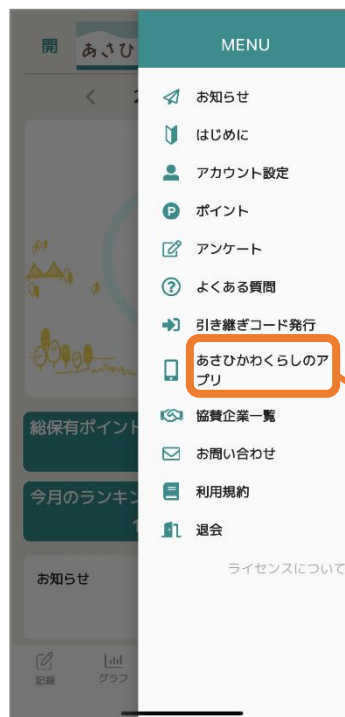 開
あさひ
MENU
お知らせ
はじめに
アカウント設定
ポイント
アンケート
よくある質問
引き継ぎコード発行
あさひかわくらしのア
プリ
協賛企業一覧
お問い合わせ
利用規約
退会
ライセンスについて
総保有ポイント
今月のランキン
お知らせ
記録
グラフ